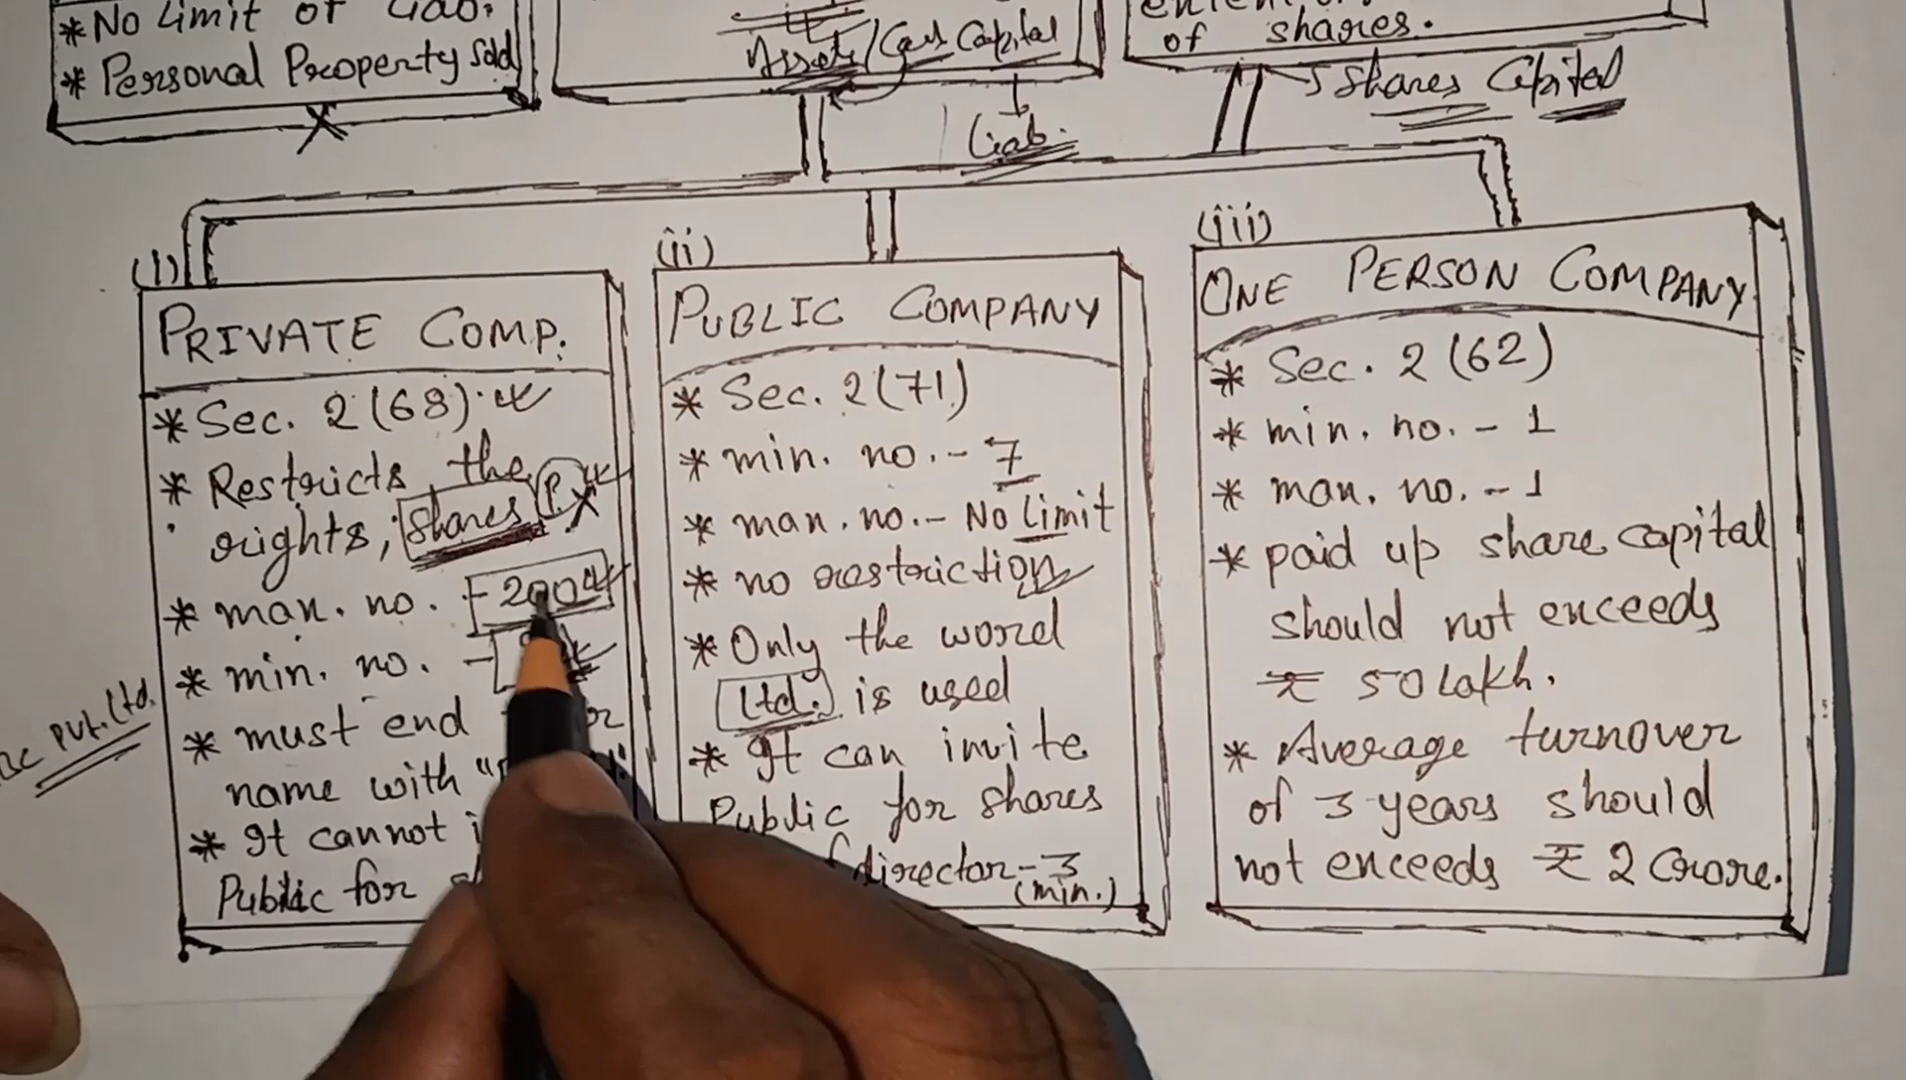 *No Limit of Liab.
* Personal Property Sold
Assets/ Capital
Liab.
of shares.
Shares Capital
(i)
PRIVATE COMP.
* Sec. 2(68).
* Restricts the
rights; shares P.
* man. no. - 200
* min. no. -
* must end
name with "
* It cannot
Public for
PVT. Ltd.
(ii)
PUBLIC COMPANY
* Sec. 2(71)
* min. no. - 7
* man. no. - No Limit
* no restriction
* Only the word
Ltd. is used
* It can invite
Public for shares
director - 3
(min.)
(iii)
ONE PERSON COMPANY
* Sec. 2(62)
* min. no. - 1
* man. no. - 1
* paid up share capital
should not exceeds
₹ 50 Lakh.
* Average turnover
of 3 years should
not exceeds ₹ 2 Crore.